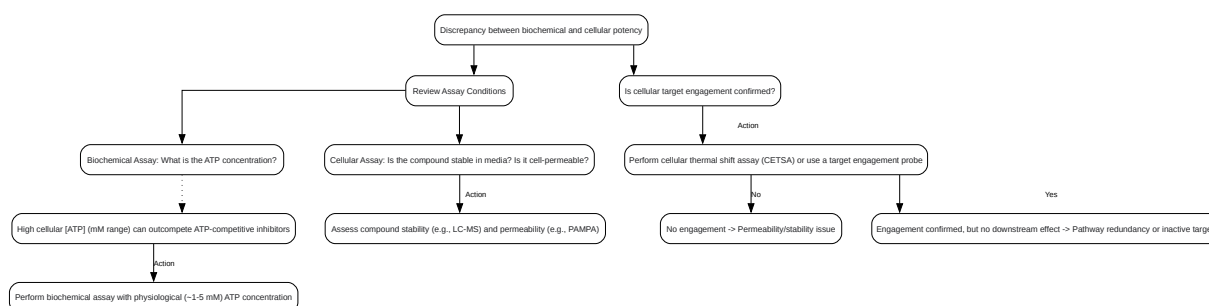 Discrepancy between biochemical and cellular potency
Review Assay Conditions
Is cellular target engagement confirmed?
Action
Biochemical Assay: What is the ATP concentration?
Cellular Assay: Is the compound stable in media? Is it cell-permeable?
Perform cellular thermal shift assay (CETSA) or use a target engagement probe
Action
No
Yes
High cellular [ATP] (mM range) can outcompete ATP-competitive inhibitors
Assess compound stability (e.g., LC-MS) and permeability (e.g., PAMPA)
No engagement -> Permeability/stability issue
Engagement confirmed, but no downstream effect -> Pathway redundancy or inactive targe
Action
Perform biochemical assay with physiological (~1-5 mM) ATP concentration